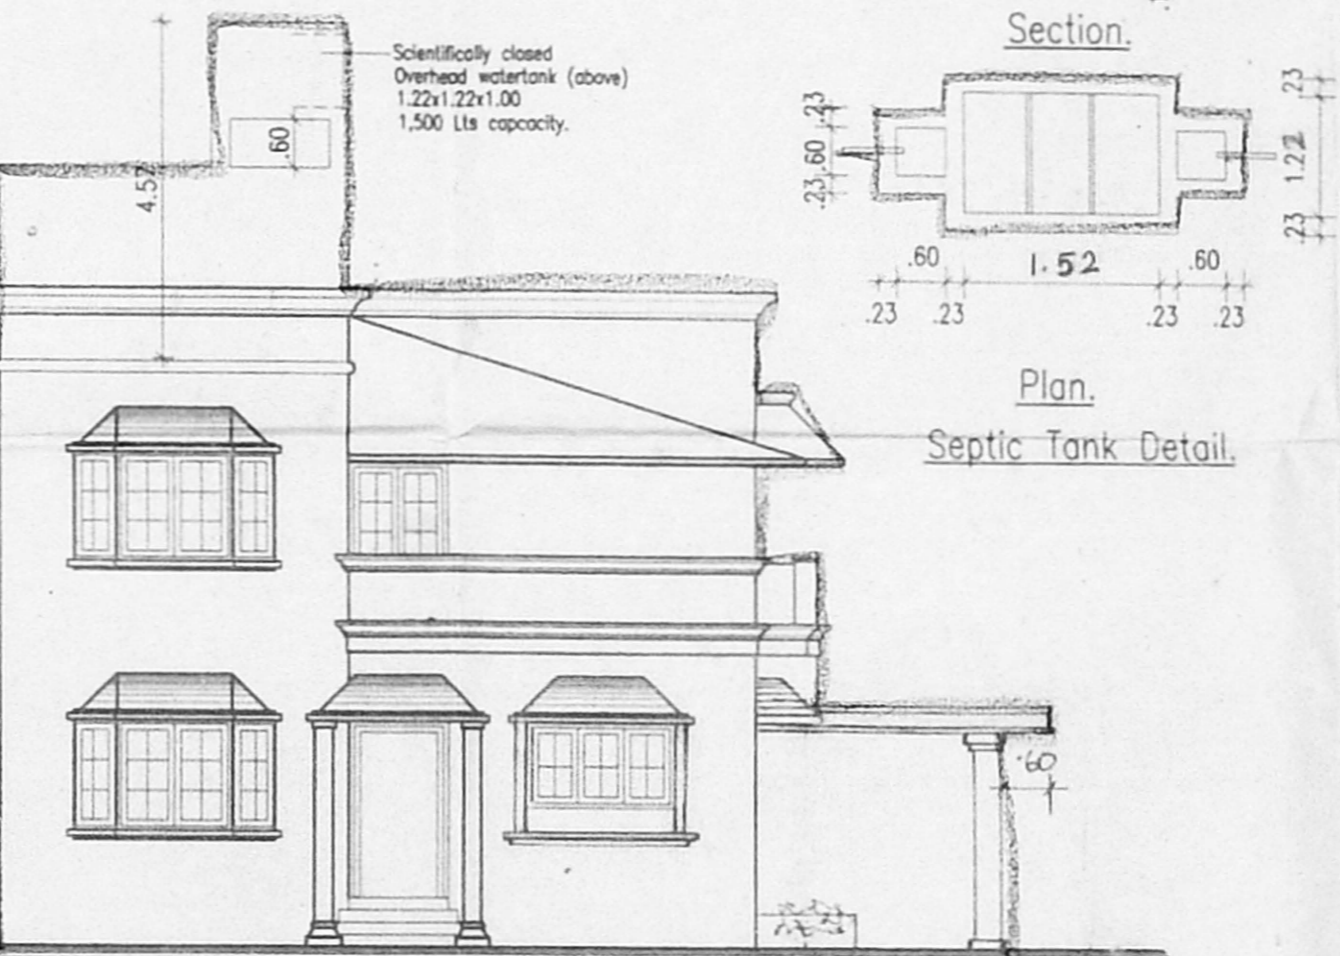 Section.
Scientifically closed
Overhead watertank (above)
1.22x1.22x1.00
1,500 Lts capcacity.
.60
4.52
.23
.60
.23
.23
1.22
.23
.60
1.52
.60
.23
.23
.23
.23
Plan.
Septic Tank Detail.
.60